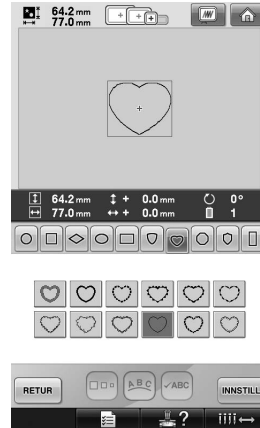 64.2 mm
77.0 mm
64.2 mm + 0.0 mm 0°
77.0 mm + 0.0 mm 1
RETUR ABC ABC INNSTILL
?